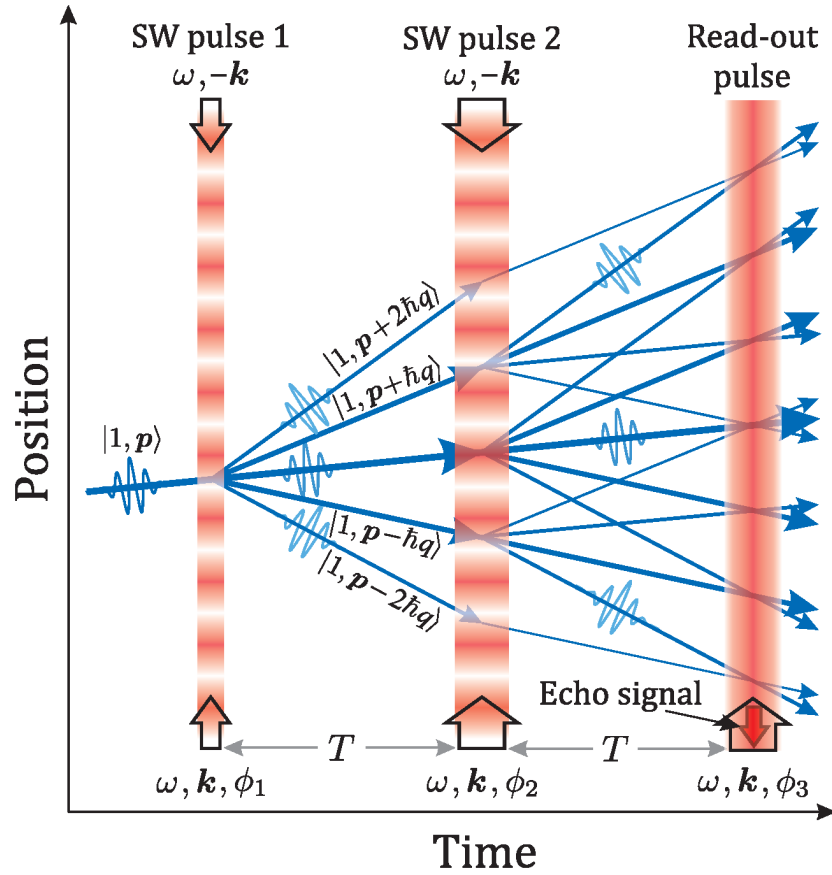 SW pulse 1
ω,−k
SW pulse 2
ω,−k
Read-out
pulse
Position
|1, p⟩
|1, p+2ħq⟩
|1, p+ħq⟩
|1, p−ħq⟩
|1, p−2ħq⟩
Echo signal
T
T
ω, k, ϕ₁
ω, k, ϕ₂
ω, k, ϕ₃
Time